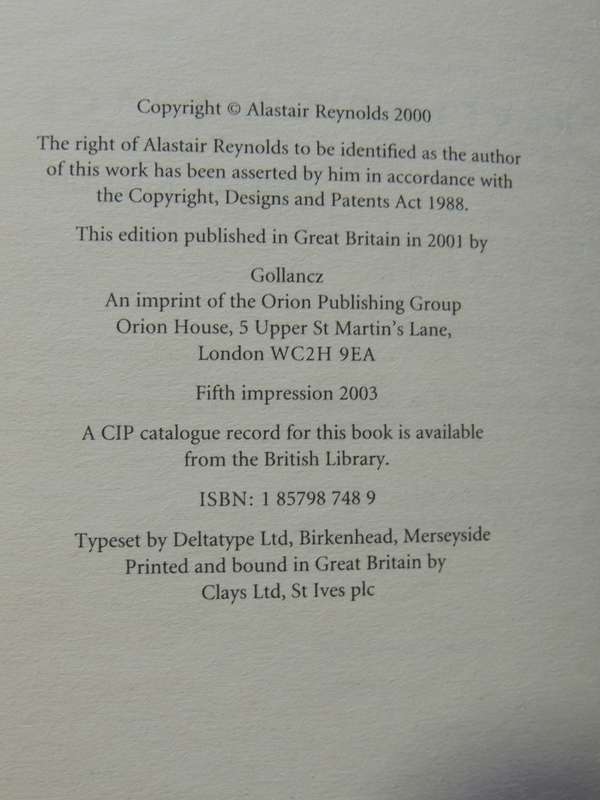 Copyright © Alastair Reynolds 2000
The right of Alastair Reynolds to be identified as the author
of this work has been asserted by him in accordance with
the Copyright, Designs and Patents Act 1988.
This edition published in Great Britain in 2001 by
Gollancz
An imprint of the Orion Publishing Group
Orion House, 5 Upper St Martin's Lane,
London WC2H 9EA
Fifth impression 2003
A CIP catalogue record for this book is available
from the British Library.
ISBN: 1 85798 748 9
Typeset by Deltatype Ltd, Birkenhead, Merseyside
Printed and bound in Great Britain by
Clays Ltd, St Ives plc